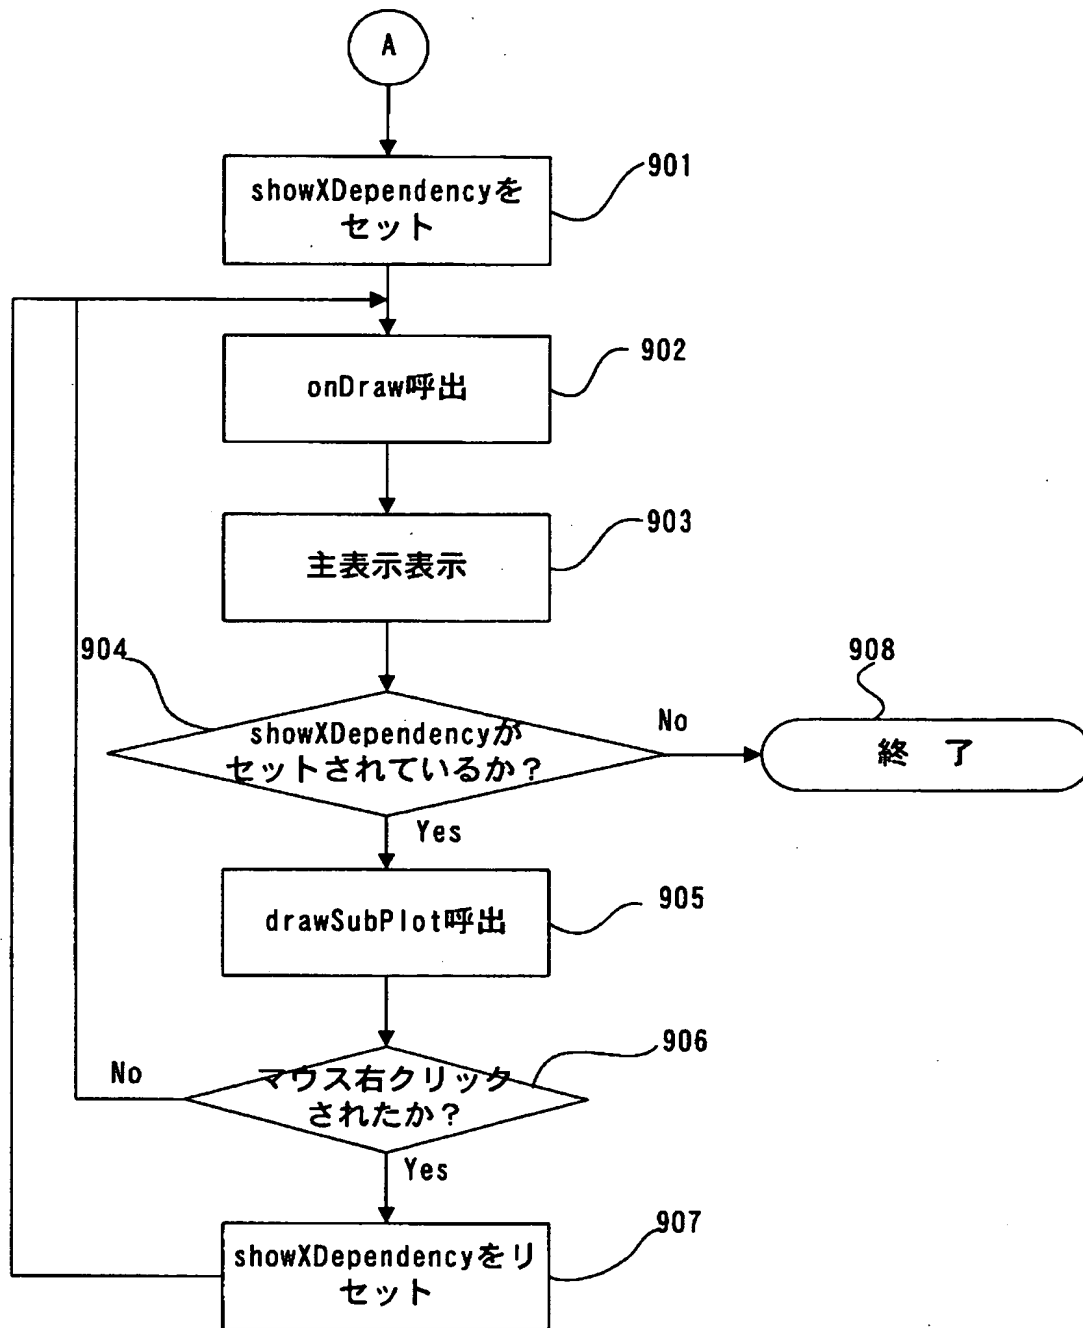 A
showXDependencyを
セット
901
onDraw呼出
902
主表示表示
903
904
showXDependencyが
セットされているか？
No
908
終　了
Yes
drawSubPlot呼出
905
マウス右クリック
されたか？
906
No
Yes
showXDependencyをリ
セット
907